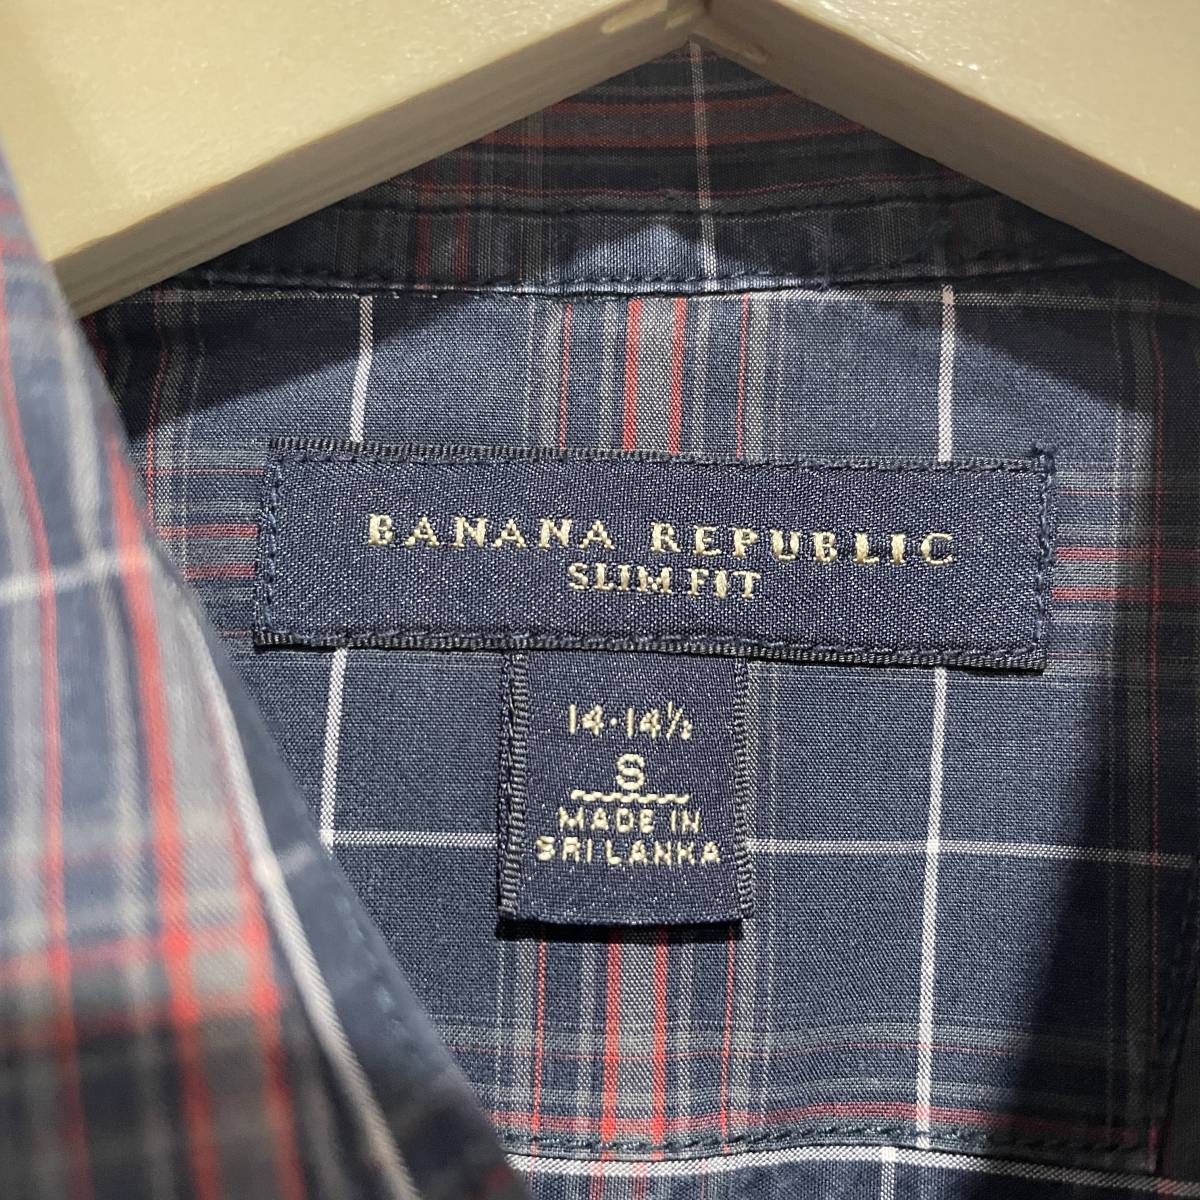 BANANA REPUBLIC
SLIM FIT
14·14½
S
MADE IN
SRI LANKA